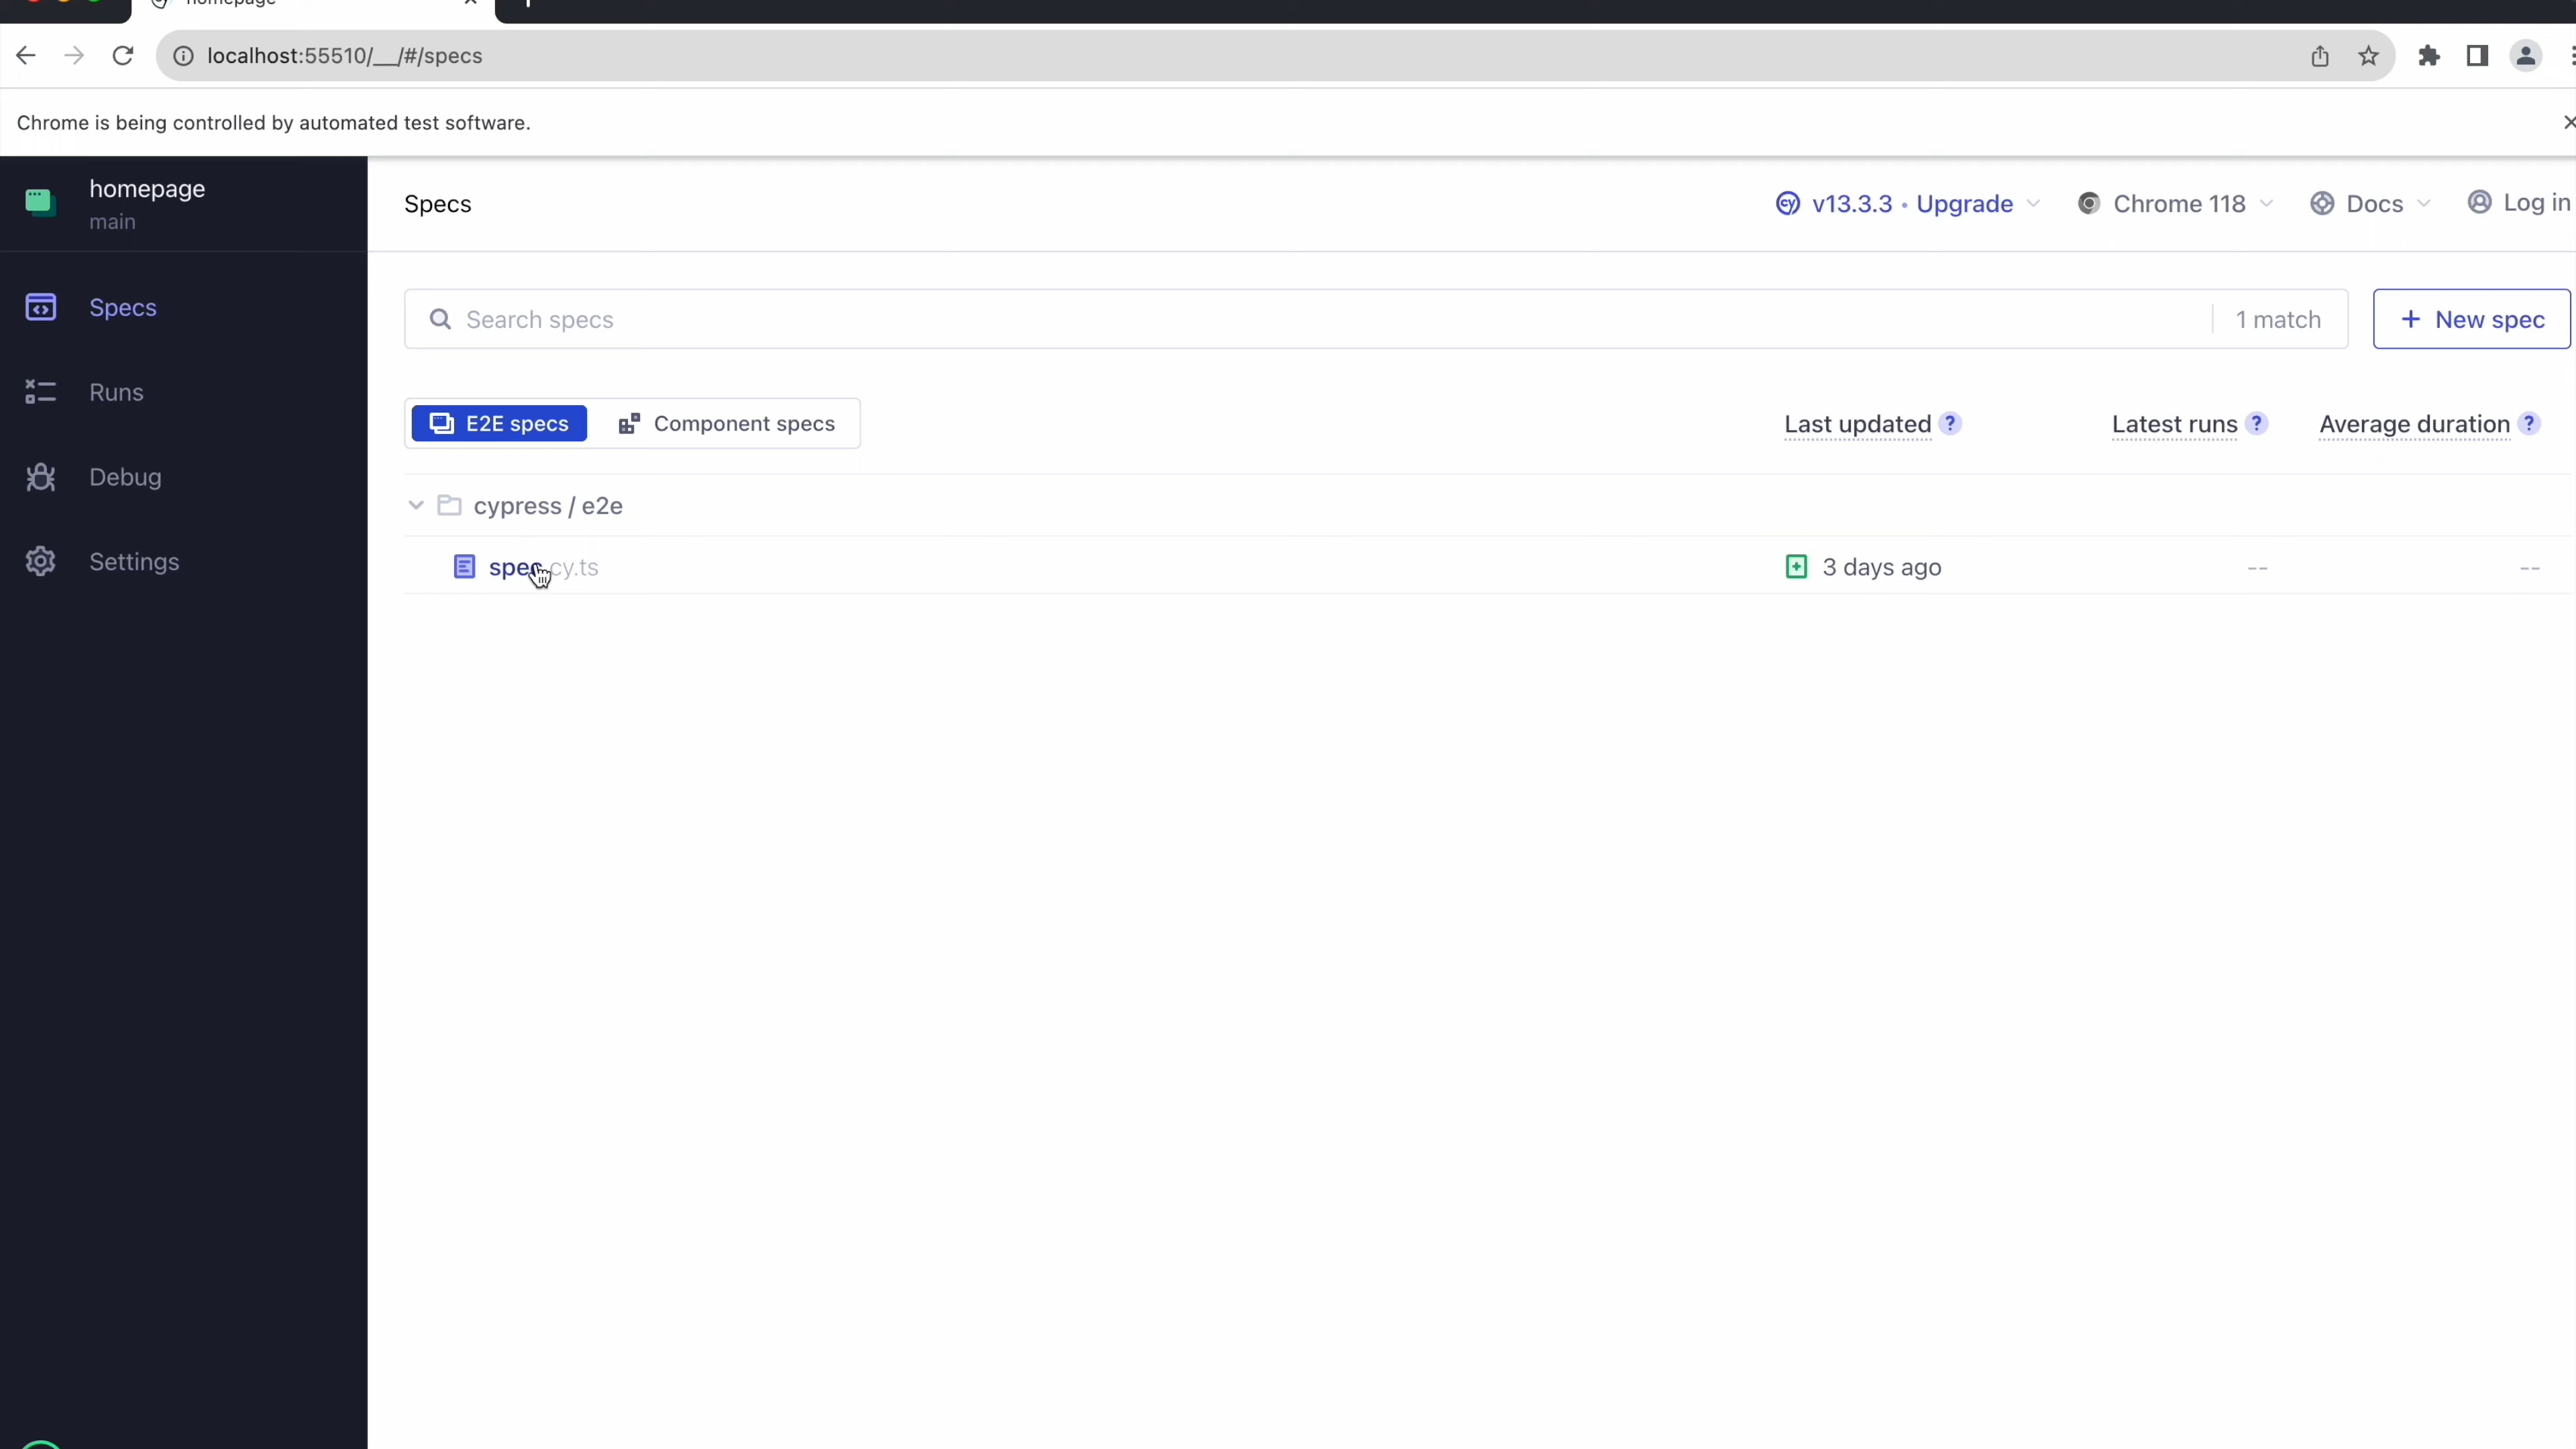 homepage
localhost:55510/__/#/specs
Chrome is being controlled by automated test software.
homepage
main
Specs
v13.3.3 • Upgrade
Chrome 118
Docs
Log in
Specs
Runs
Debug
Settings
Search specs
1 match
+ New spec
E2E specs
Component specs
Last updated ?
Latest runs ?
Average duration ?
cypress / e2e
spec.cy.ts
3 days ago
--
--